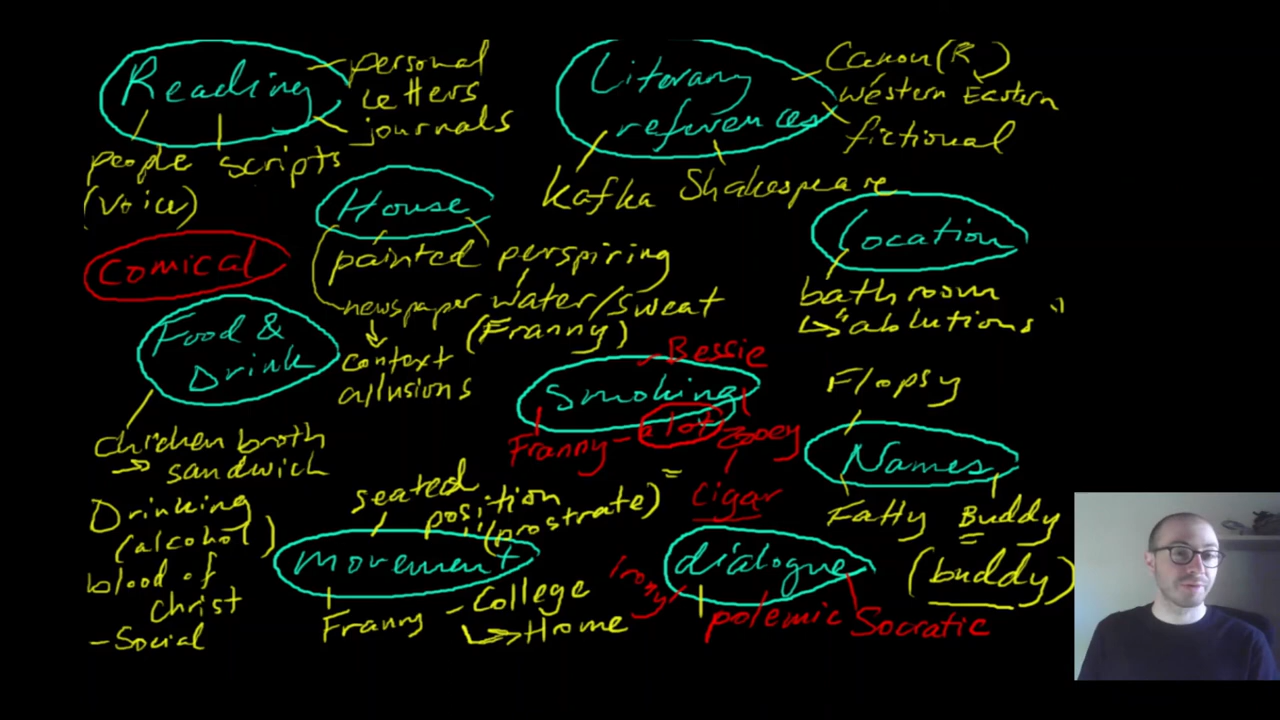 Reading
personal
letters
journals
people
(voice)
scripts
Literary
references
Canon (R )
Western Eastern
fictional
Kafka
Shakespeare
House
painted
perspiring
newspaper
water/sweat
(Franny)
context
allusions
Location
bathroom
"ablutions"
comical
Food &
Drink
chicken broth
sandwich
Drinking
(alcohol)
blood of
christ
-Social
Smoking
Bessie
Franny - a lot
Zooey
cigar
Flopsy
Names
Fatty
Buddy
(buddy)
seated
position
"(prostrate)"
movement
Franny - College
Home
dialogue
irony
polemic
Socratic